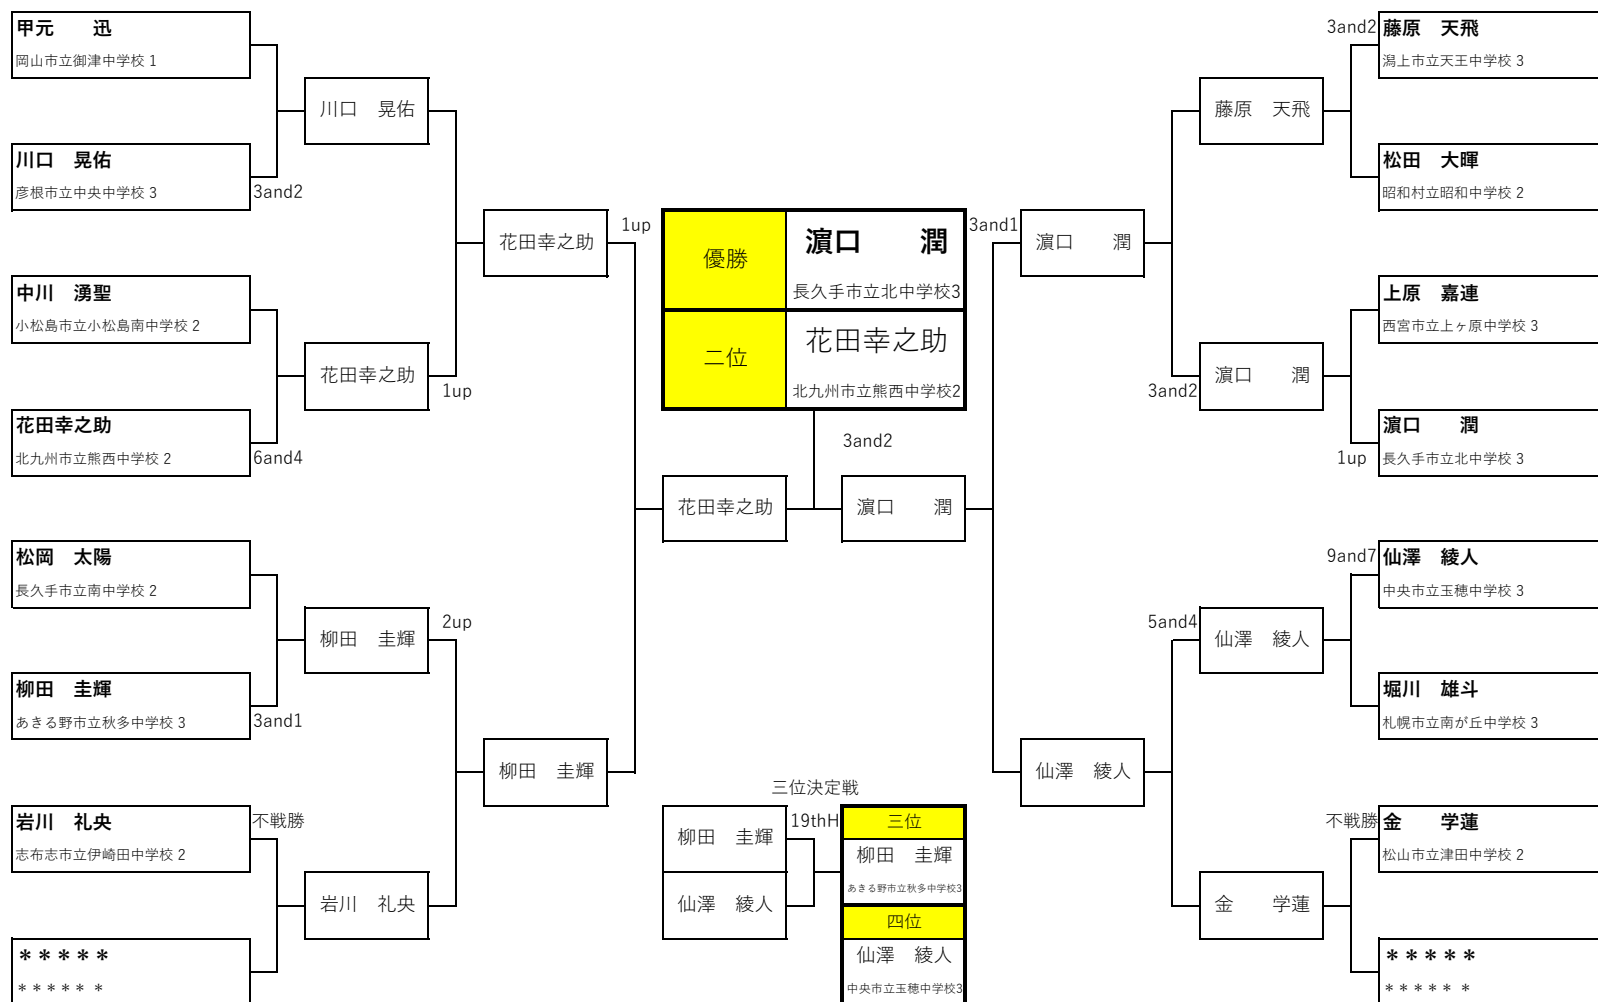 甲元　　迅
岡山市立御津中学校 1
川口　晃佑
川口　晃佑
彦根市立中央中学校 3
3and2
花田幸之助
1up
中川　湧聖
小松島市立小松島南中学校 2
花田幸之助
1up
花田幸之助
北九州市立熊西中学校 2
6and4
松岡　太陽
長久手市立南中学校 2
柳田　圭輝
2up
柳田　圭輝
あきる野市立秋多中学校 3
3and1
柳田　圭輝
岩川　礼央
志布志市立伊崎田中学校 2
不戦勝
岩川　礼央
＊＊＊＊＊
＊＊＊＊＊ ＊
優勝
濵口　　潤
長久手市立北中学校3
二位
花田幸之助
北九州市立熊西中学校2
3and2
花田幸之助
濵口　　潤
三位決定戦
柳田　圭輝
仙澤　綾人
19thH
三位
柳田　圭輝
あきる野市立秋多中学校3
四位
仙澤　綾人
中央市立玉穂中学校3
3and1
濵口　　潤
藤原　天飛
3and2
藤原　天飛
潟上市立天王中学校 3
松田　大暉
昭和村立昭和中学校 2
3and2
濵口　　潤
上原　嘉連
西宮市立上ヶ原中学校 3
1up
濵口　　潤
長久手市立北中学校 3
仙澤　綾人
5and4
仙澤　綾人
9and7
仙澤　綾人
中央市立玉穂中学校 3
堀川　雄斗
札幌市立南が丘中学校 3
金　　学蓮
不戦勝
金　　学蓮
松山市立津田中学校 2
＊＊＊＊＊
＊＊＊＊＊ ＊